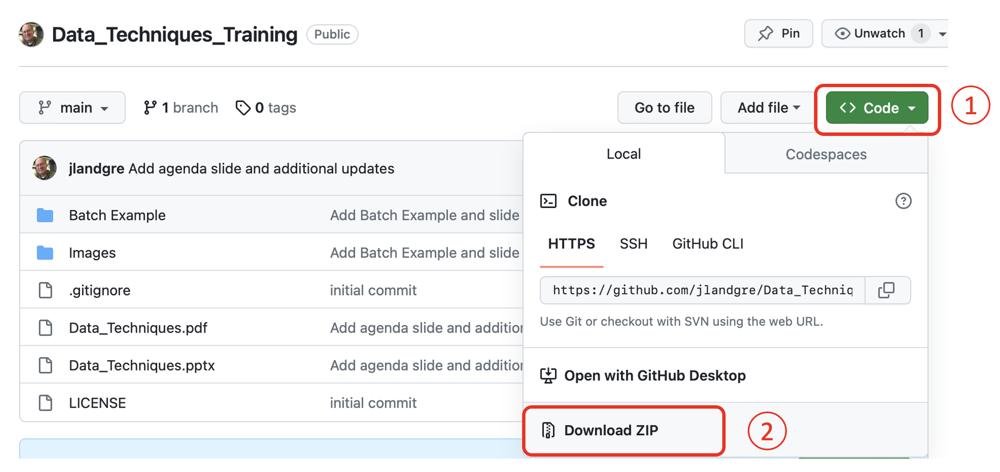 Data_Techniques_Training Public Pin Unwatch 1
main 1 branch 0 tags Go to file Add file <> Code 1
jlandgre Add agenda slide and additional updates
Batch Example Add Batch Example and slide
Images Add Batch Example and slide
.gitignore initial commit
Data_Techniques.pdf Add agenda slide and addition
Data_Techniques.pptx Add agenda slide and addition
LICENSE initial commit
Local Codespaces
Clone ?
HTTPS SSH GitHub CLI
https://github.com/jlandgre/Data_Techniq
Use Git or checkout with SVN using the web URL.
Open with GitHub Desktop
Download ZIP 2